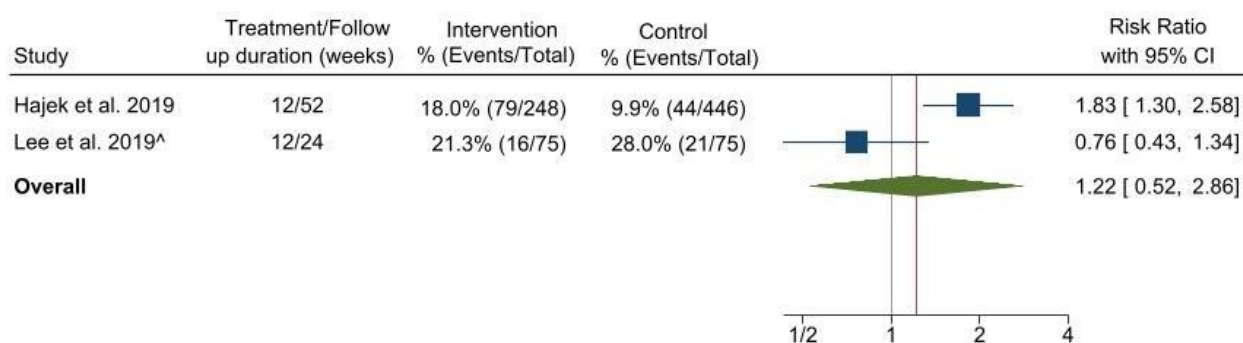 Study Treatment/Follow up duration (weeks) Intervention % (Events/Total) Control % (Events/Total) Risk Ratio with 95% CI
Hajek et al. 2019 12/52 18.0% (79/248) 9.9% (44/446) 1.83 [ 1.30, 2.58]
Lee et al. 2019^ 12/24 21.3% (16/75) 28.0% (21/75) 0.76 [ 0.43, 1.34]
Overall 1.22 [ 0.52, 2.86]
1/2 1 2 4